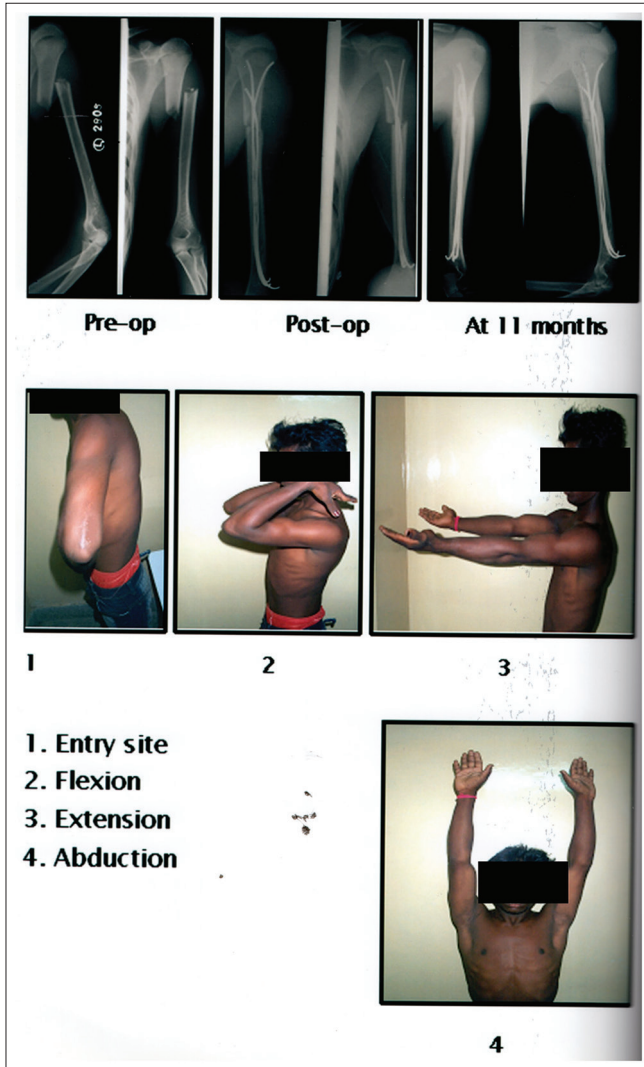 Ⓛ 2905
Pre-op
Post-op
At 11 months
1
2
3
1. Entry site
2. Flexion
3. Extension
4. Abduction
4